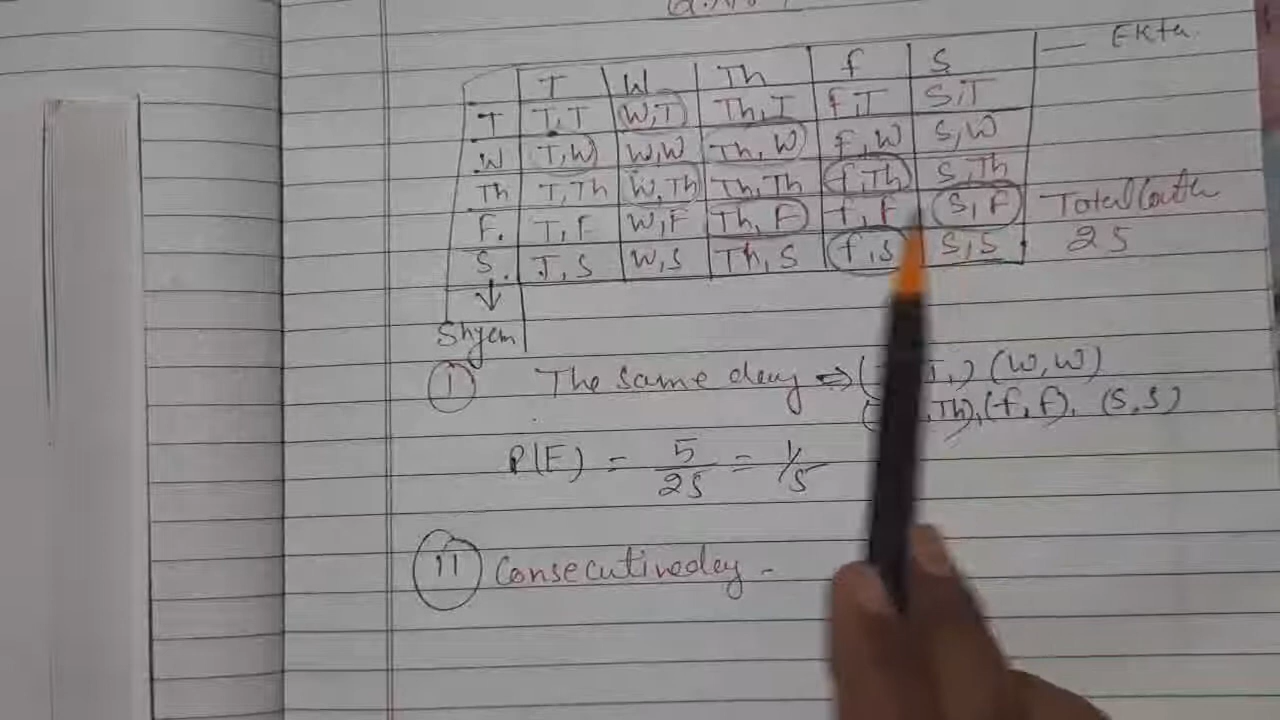 Ekta
T W Th f S
T T,T W,T Th,T f,T S,T
W T,W W,W Th,W f,W S,W
Th T,Th W,Th Th,Th f,Th S,Th
F. T,F W,F Th,F f,F S,F Total
S. T,S W,S Th,S f,S S,S 25
Shyam
I The same day ⇒ ( T,) (W,W)
( ,Th), (f,f), (S,S)
P(E) = 5/25 = 1/5
II Consecutive day -